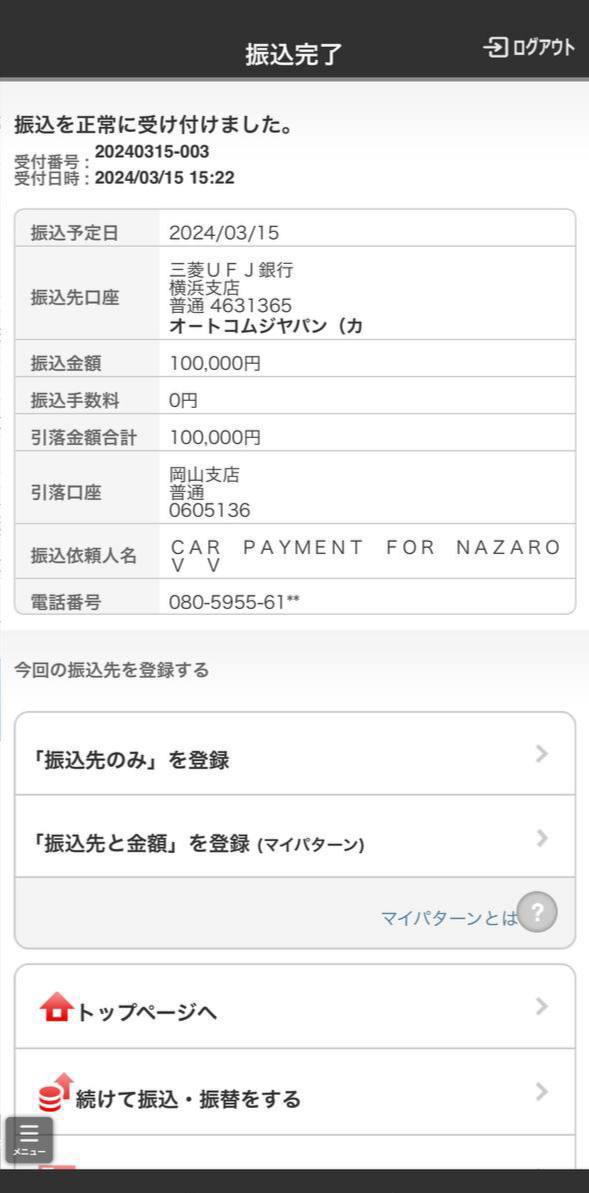 振込完了
ログアウト
振込を正常に受け付けました。
受付番号 : 20240315-003
受付日時 : 2024/03/15 15:22
振込予定日 2024/03/15
振込先口座 三菱ＵＦＪ銀行
横浜支店
普通 4631365
オートコムジヤパン（カ
振込金額 100,000円
振込手数料 0円
引落金額合計 100,000円
引落口座 岡山支店
普通
0605136
振込依頼人名 ＣＡＲ　ＰＡＹＭＥＮＴ　ＦＯＲ　ＮＡＺＡＲＯ
Ｖ　Ｖ
電話番号 080-5955-61**
今回の振込先を登録する
「振込先のみ」を登録
「振込先と金額」を登録 (マイパターン)
マイパターンとは ?
トップページへ
続けて振込・振替をする
メニュー